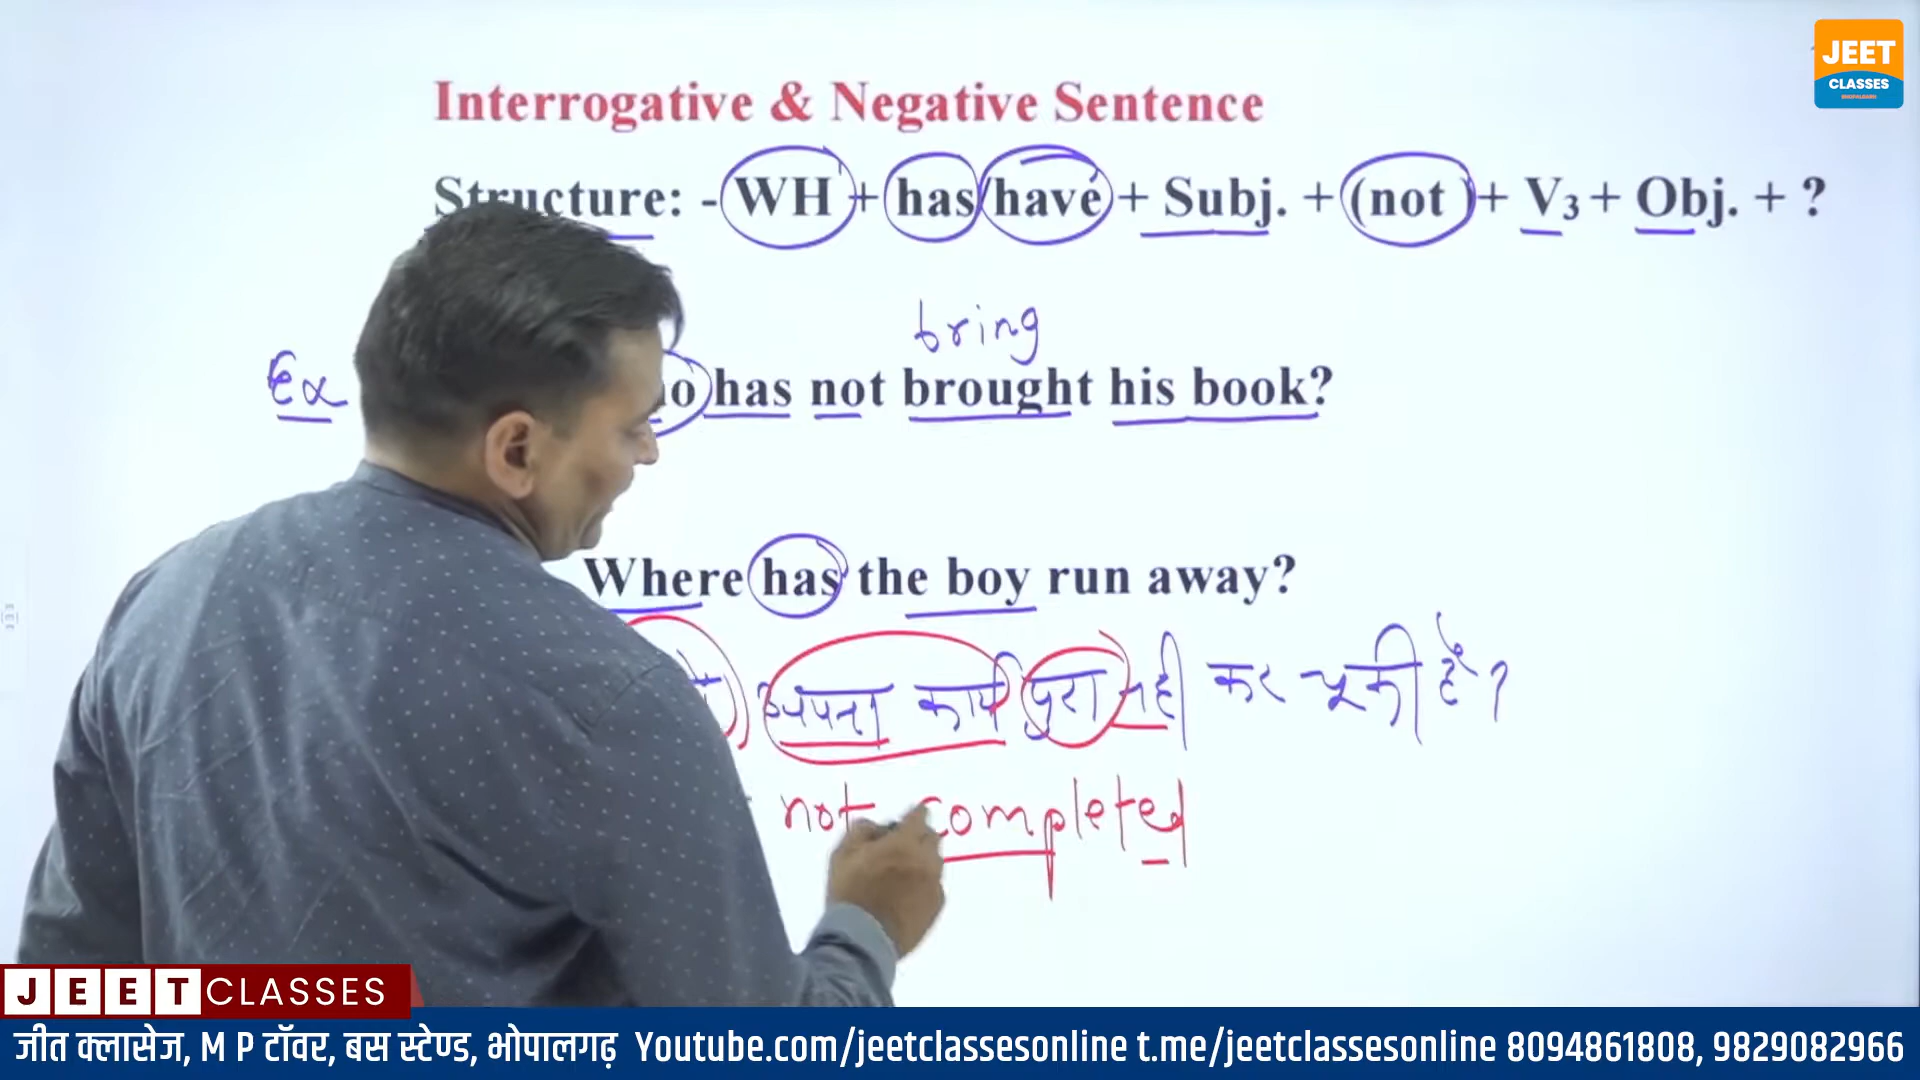 JEET
CLASSES
Interrogative & Negative Sentence
Structure: - WH + has/have + Subj. + (not ) + V₃ + Obj. + ?
bring
Ex
has not brought his book?
Where has the boy run away?
अपना कार्य पुरा नही कर चूकी है ?
not completed
JEET CLASSES
जीत क्लासेज, M P टॉवर, बस स्टेण्ड, भोपालगढ़ Youtube.com/jeetclassesonline t.me/jeetclassesonline 8094861808, 9829082966